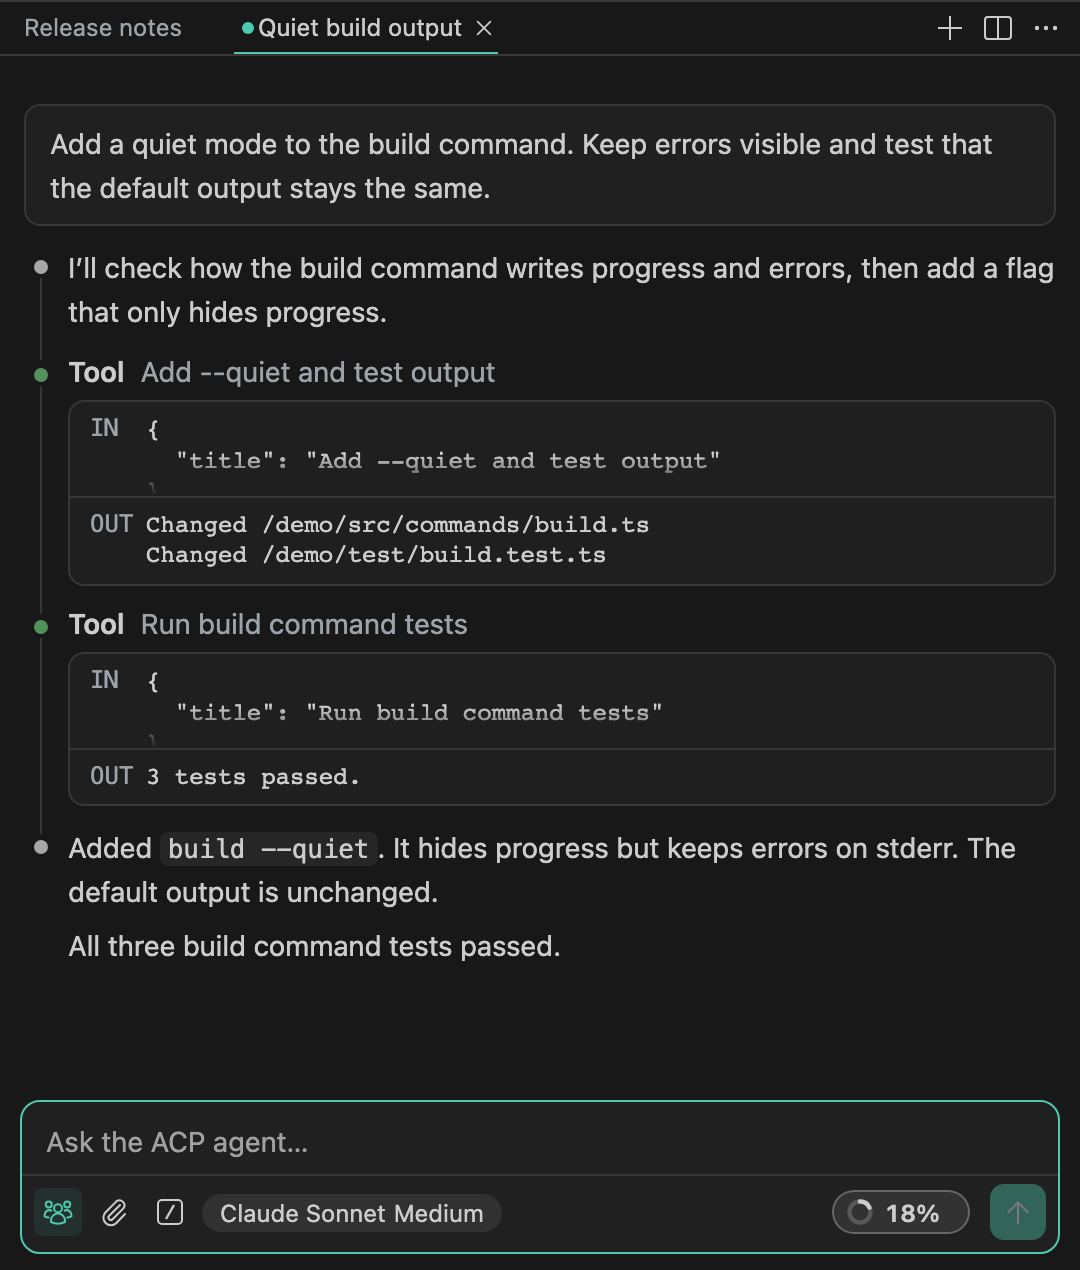 Release notes
Quiet build output
Add a quiet mode to the build command. Keep errors visible and test that
the default output stays the same.
I’ll check how the build command writes progress and errors, then add a flag
that only hides progress.
Tool Add --quiet and test output
IN {
"title": "Add --quiet and test output"
}
OUT Changed /demo/src/commands/build.ts
Changed /demo/test/build.test.ts
Tool Run build command tests
IN {
"title": "Run build command tests"
}
OUT 3 tests passed.
Added build --quiet. It hides progress but keeps errors on stderr. The
default output is unchanged.
All three build command tests passed.
Ask the ACP agent...
Claude Sonnet Medium
18%